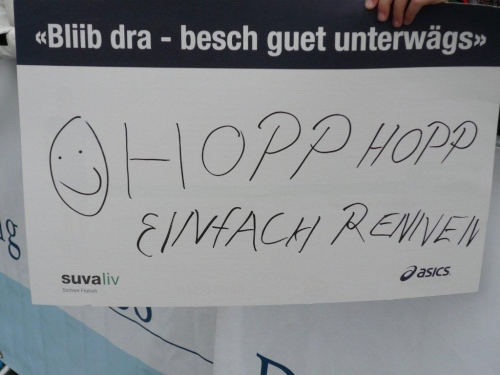 «Bliib dra - besch guet unterwägs»
HOPP HOPP
EINFACH RENNEN
suvaliv
asics